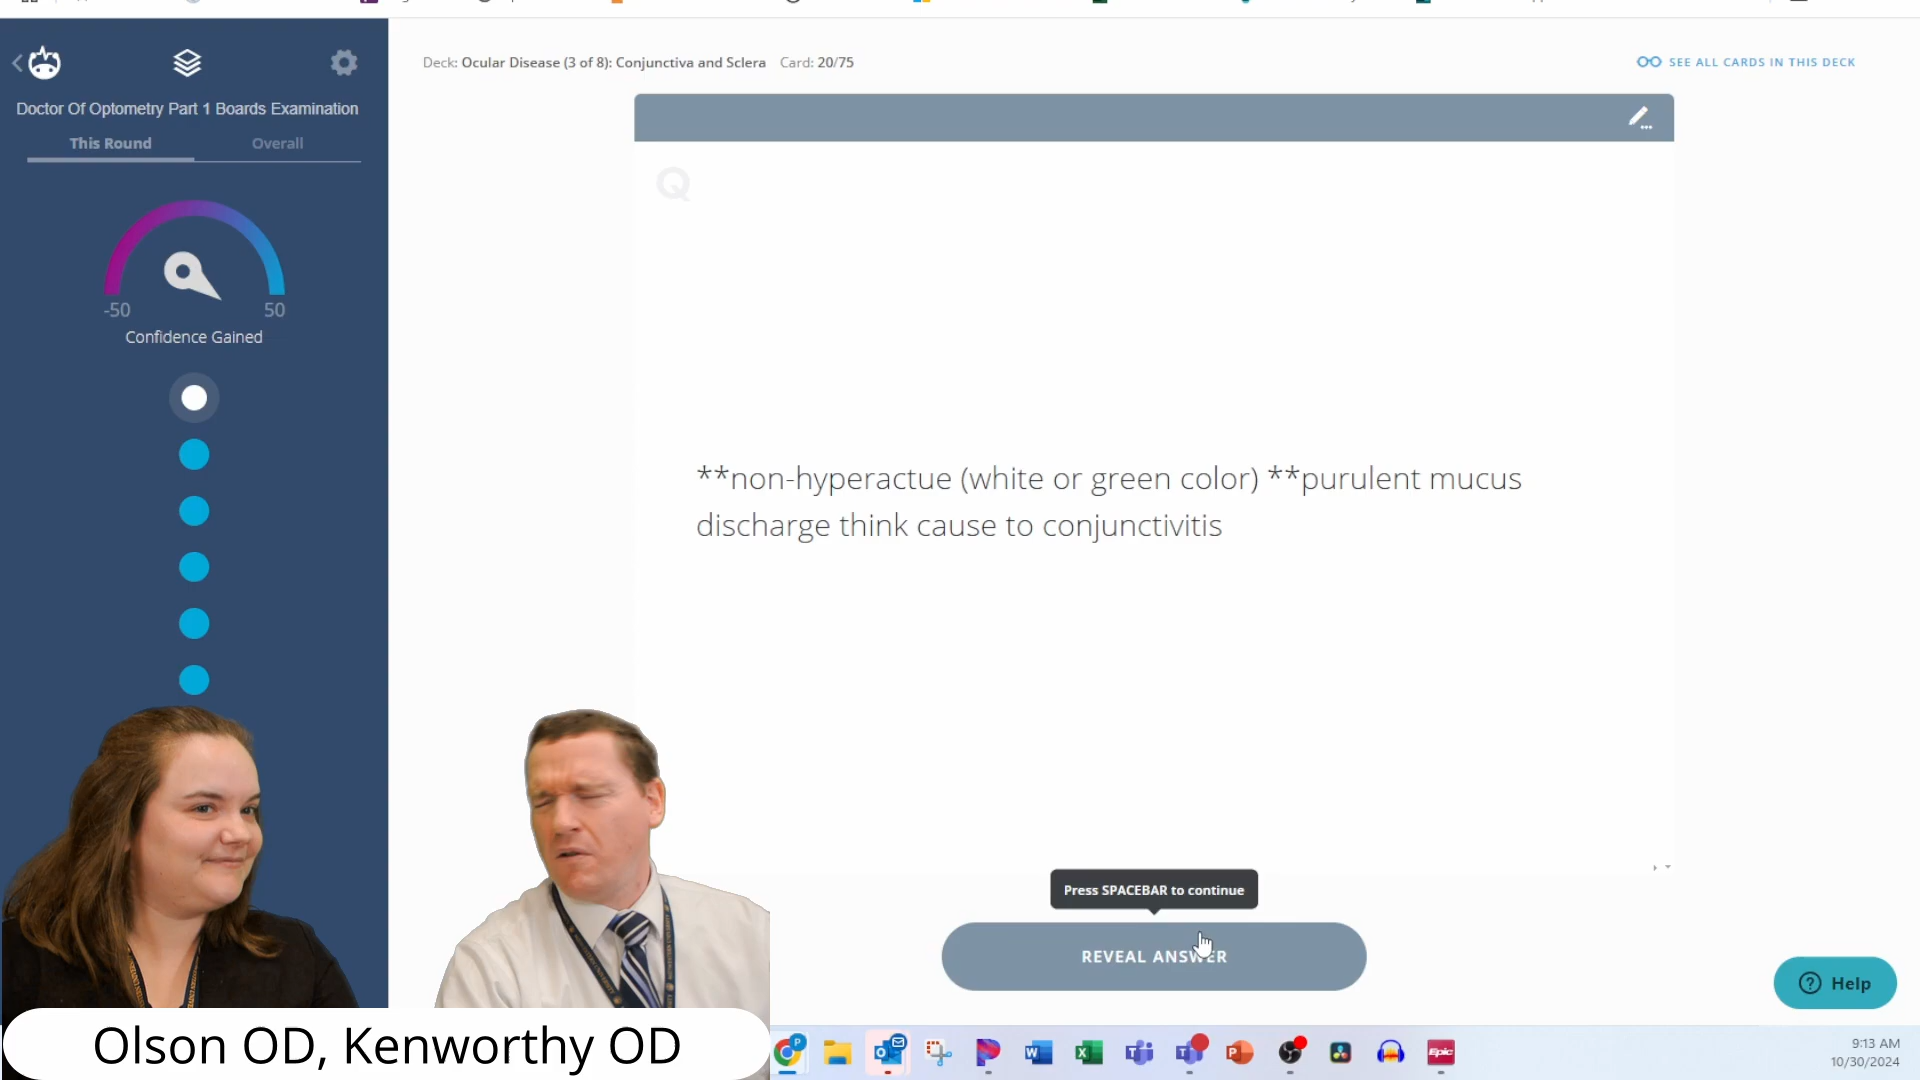 Deck: Ocular Disease (3 of 8): Conjunctiva and Sclera Card: 20/75
SEE ALL CARDS IN THIS DECK
Doctor Of Optometry Part 1 Boards Examination
This Round Overall
-50 50
Confidence Gained
Q
**non-hyperactue (white or green color) **purulent mucus
discharge think cause to conjunctivitis
Press SPACEBAR to continue
REVEAL ANSWER
? Help
Olson OD, Kenworthy OD
Epic
9:13 AM
10/30/2024